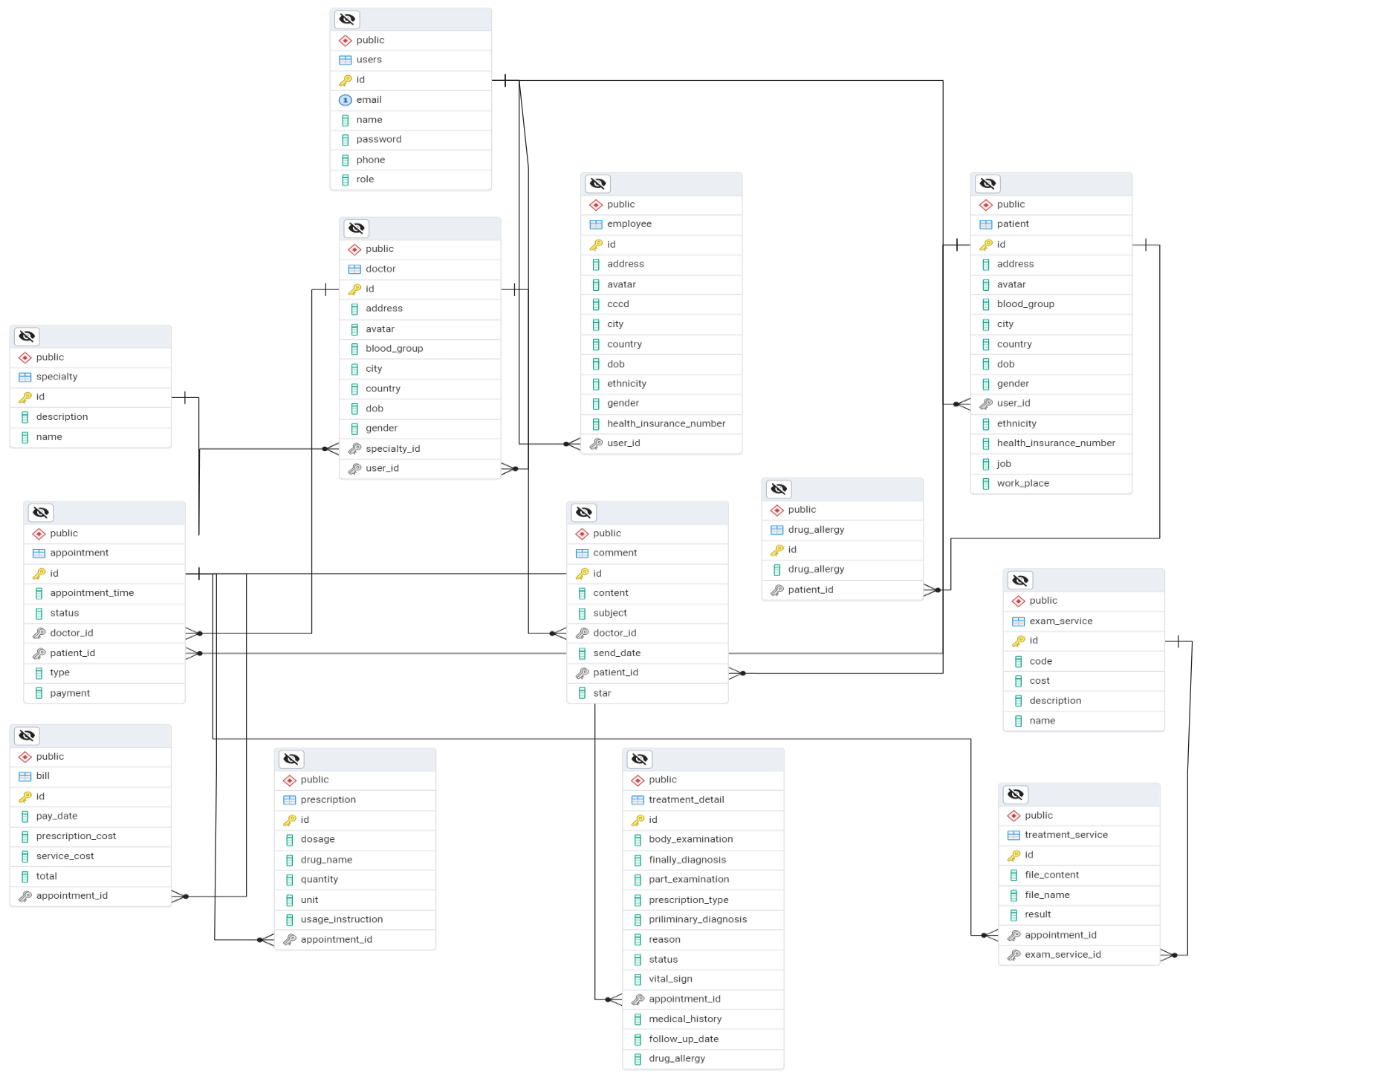 public
users
id
email
name
password
phone
role
public
doctor
id
address
avatar
blood_group
city
country
dob
gender
specialty_id
user_id
public
employee
id
address
avatar
cccd
city
country
dob
ethnicity
gender
health_insurance_number
user_id
public
patient
id
address
avatar
blood_group
city
country
dob
gender
user_id
ethnicity
health_insurance_number
job
work_place
public
specialty
id
description
name
public
appointment
id
appointment_time
status
doctor_id
patient_id
type
payment
public
comment
id
content
subject
doctor_id
send_date
patient_id
star
public
drug_allergy
id
drug_allergy
patient_id
public
exam_service
id
code
cost
description
name
public
bill
id
pay_date
prescription_cost
service_cost
total
appointment_id
public
prescription
id
dosage
drug_name
quantity
unit
usage_instruction
appointment_id
public
treatment_detail
id
body_examination
finally_diagnosis
part_examination
prescription_type
priliminary_diagnosis
reason
status
vital_sign
appointment_id
medical_history
follow_up_date
drug_allergy
public
treatment_service
id
file_content
file_name
result
appointment_id
exam_service_id